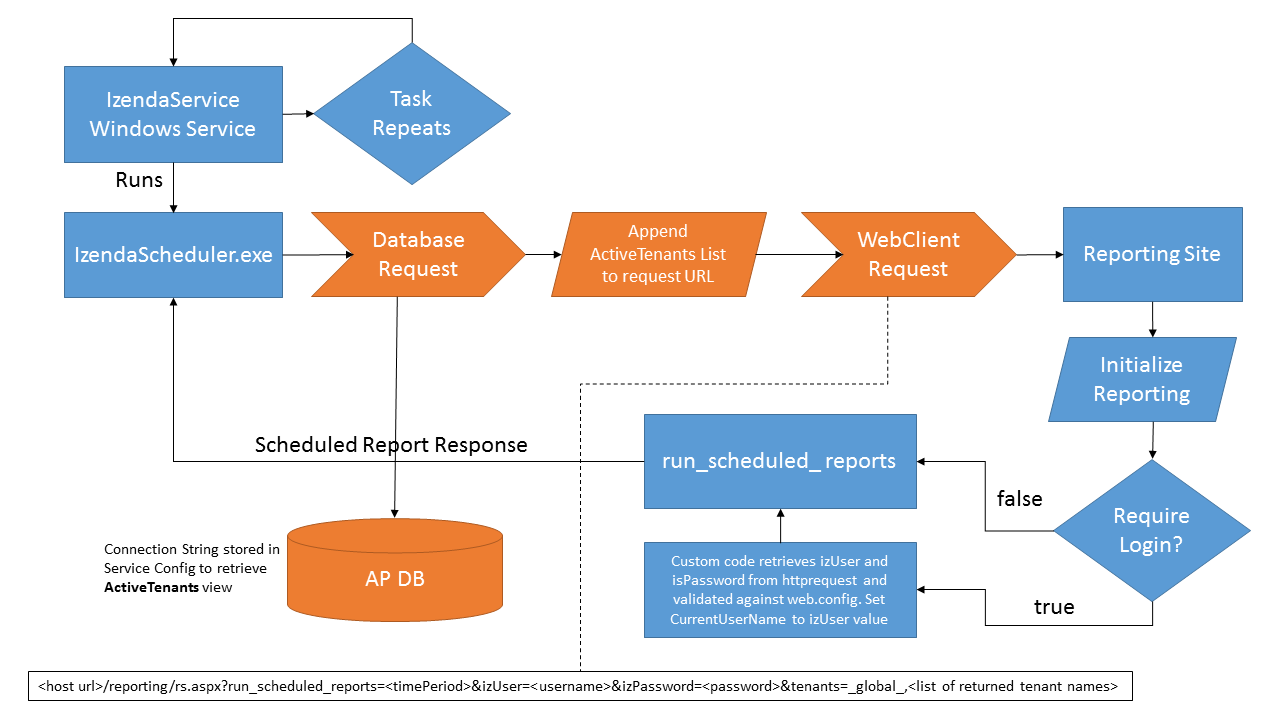 IzendaService
Windows Service
Task
Repeats
Runs
IzendaScheduler.exe
Database
Request
Append
ActiveTenants List
to request URL
WebClient
Request
Reporting Site
Initialize
Reporting
Scheduled Report Response
run_scheduled_ reports
false
Require
Login?
Connection String stored in
Service Config to retrieve
ActiveTenants view
AP DB
Custom code retrieves izUser and
isPassword from httprequest and
validated against web.config. Set
CurrentUserName to izUser value
true
<host url>/reporting/rs.aspx?run_scheduled_reports=<timePeriod>&izUser=<username>&izPassword=<password>&tenants=_global_,<list of returned tenant names>